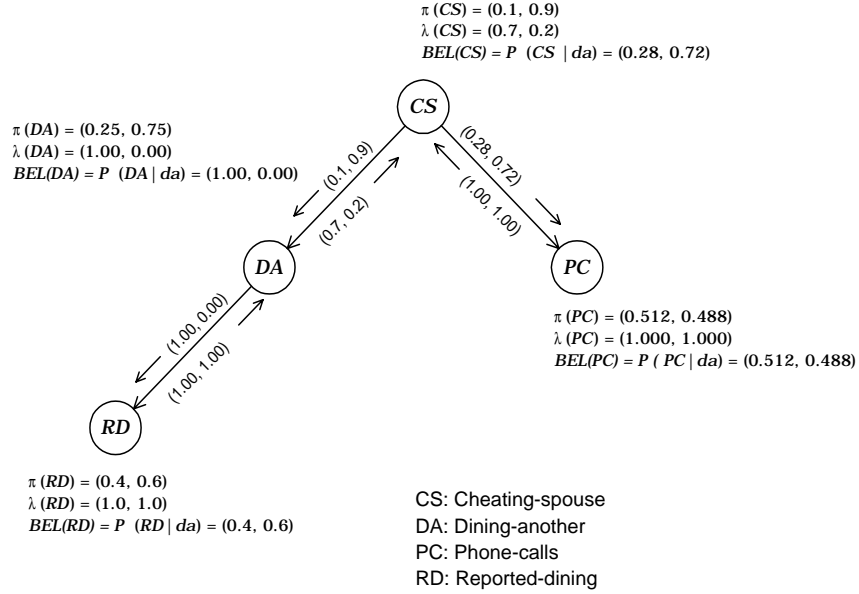 π (CS) = (0.1, 0.9)
λ (CS) = (0.7, 0.2)
BEL(CS) = P (CS | da) = (0.28, 0.72)
CS
π (DA) = (0.25, 0.75)
λ (DA) = (1.00, 0.00)
BEL(DA) = P (DA | da) = (1.00, 0.00)
(0.1, 0.9)
(0.7, 0.2)
(0.28, 0.72)
(1.00, 1.00)
DA
PC
π (PC) = (0.512, 0.488)
λ (PC) = (1.000, 1.000)
BEL(PC) = P ( PC | da) = (0.512, 0.488)
(1.00, 0.00)
(1.00, 1.00)
RD
π (RD) = (0.4, 0.6)
λ (RD) = (1.0, 1.0)
BEL(RD) = P (RD | da) = (0.4, 0.6)
CS: Cheating-spouse
DA: Dining-another
PC: Phone-calls
RD: Reported-dining